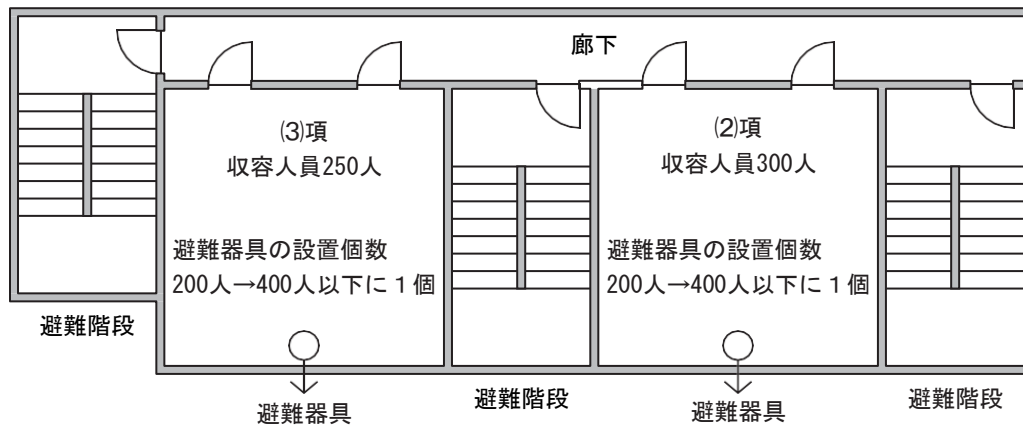 廊下
⑶項
収容人員250人
避難器具の設置個数
200人→400人以下に１個
⑵項
収容人員300人
避難器具の設置個数
200人→400人以下に１個
避難階段
避難器具
避難階段
避難器具
避難階段